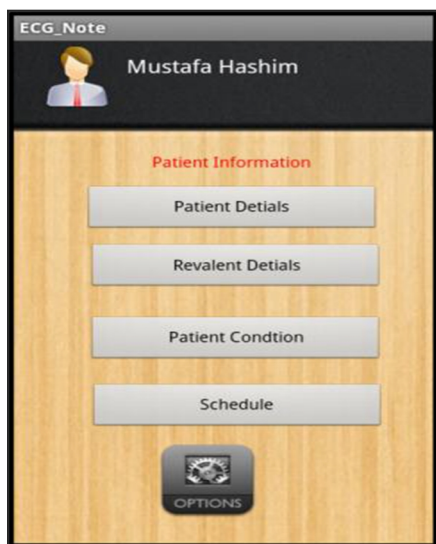 ECG_Note
Mustafa Hashim
Patient Information
Patient Detials
Revalent Detials
Patient Condtion
Schedule
OPTIONS